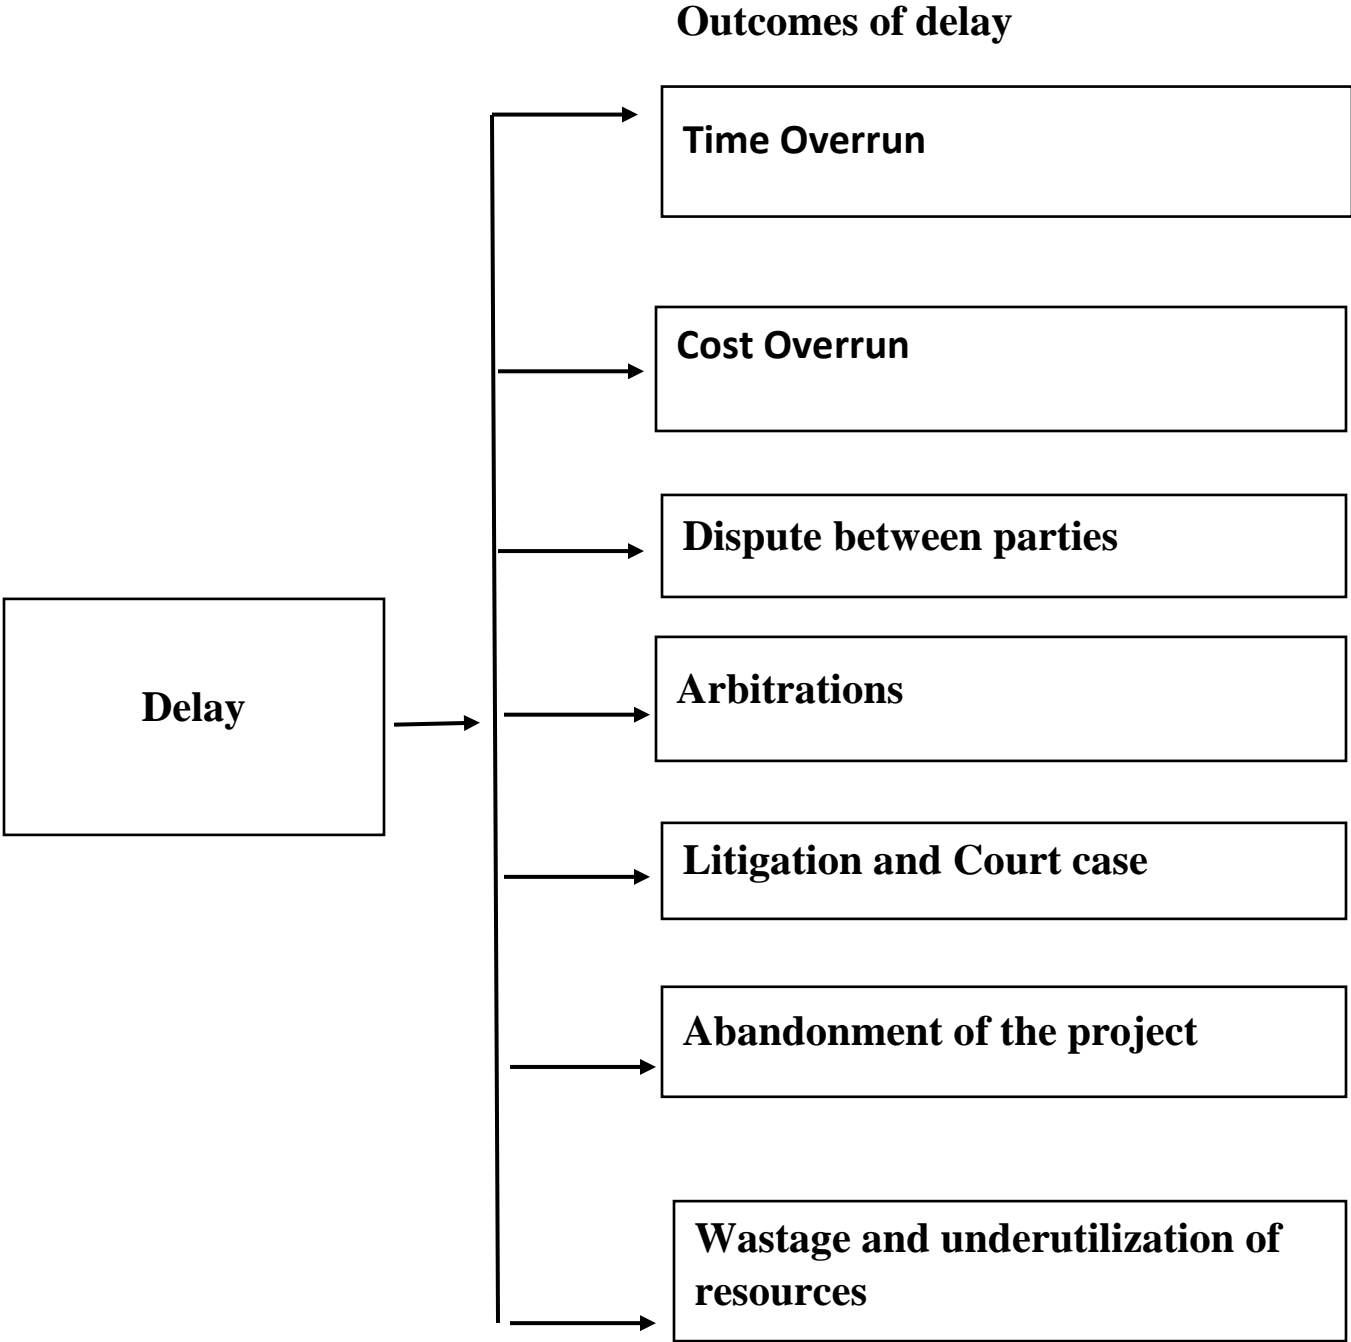 Outcomes of delay
Time Overrun
Cost Overrun
Dispute between parties
Arbitrations
Delay
Litigation and Court case
Abandonment of the project
Wastage and underutilization of
resources